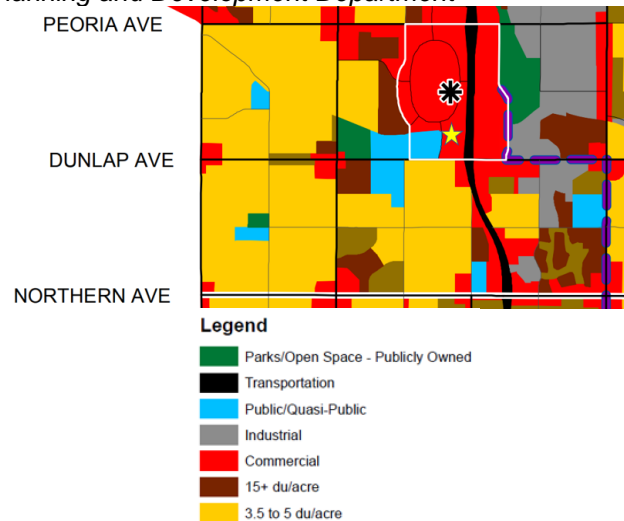 PEORIA AVE
DUNLAP AVE
NORTHERN AVE
Legend
Parks/Open Space - Publicly Owned
Transportation
Public/Quasi-Public
Industrial
Commercial
15+ du/acre
3.5 to 5 du/acre